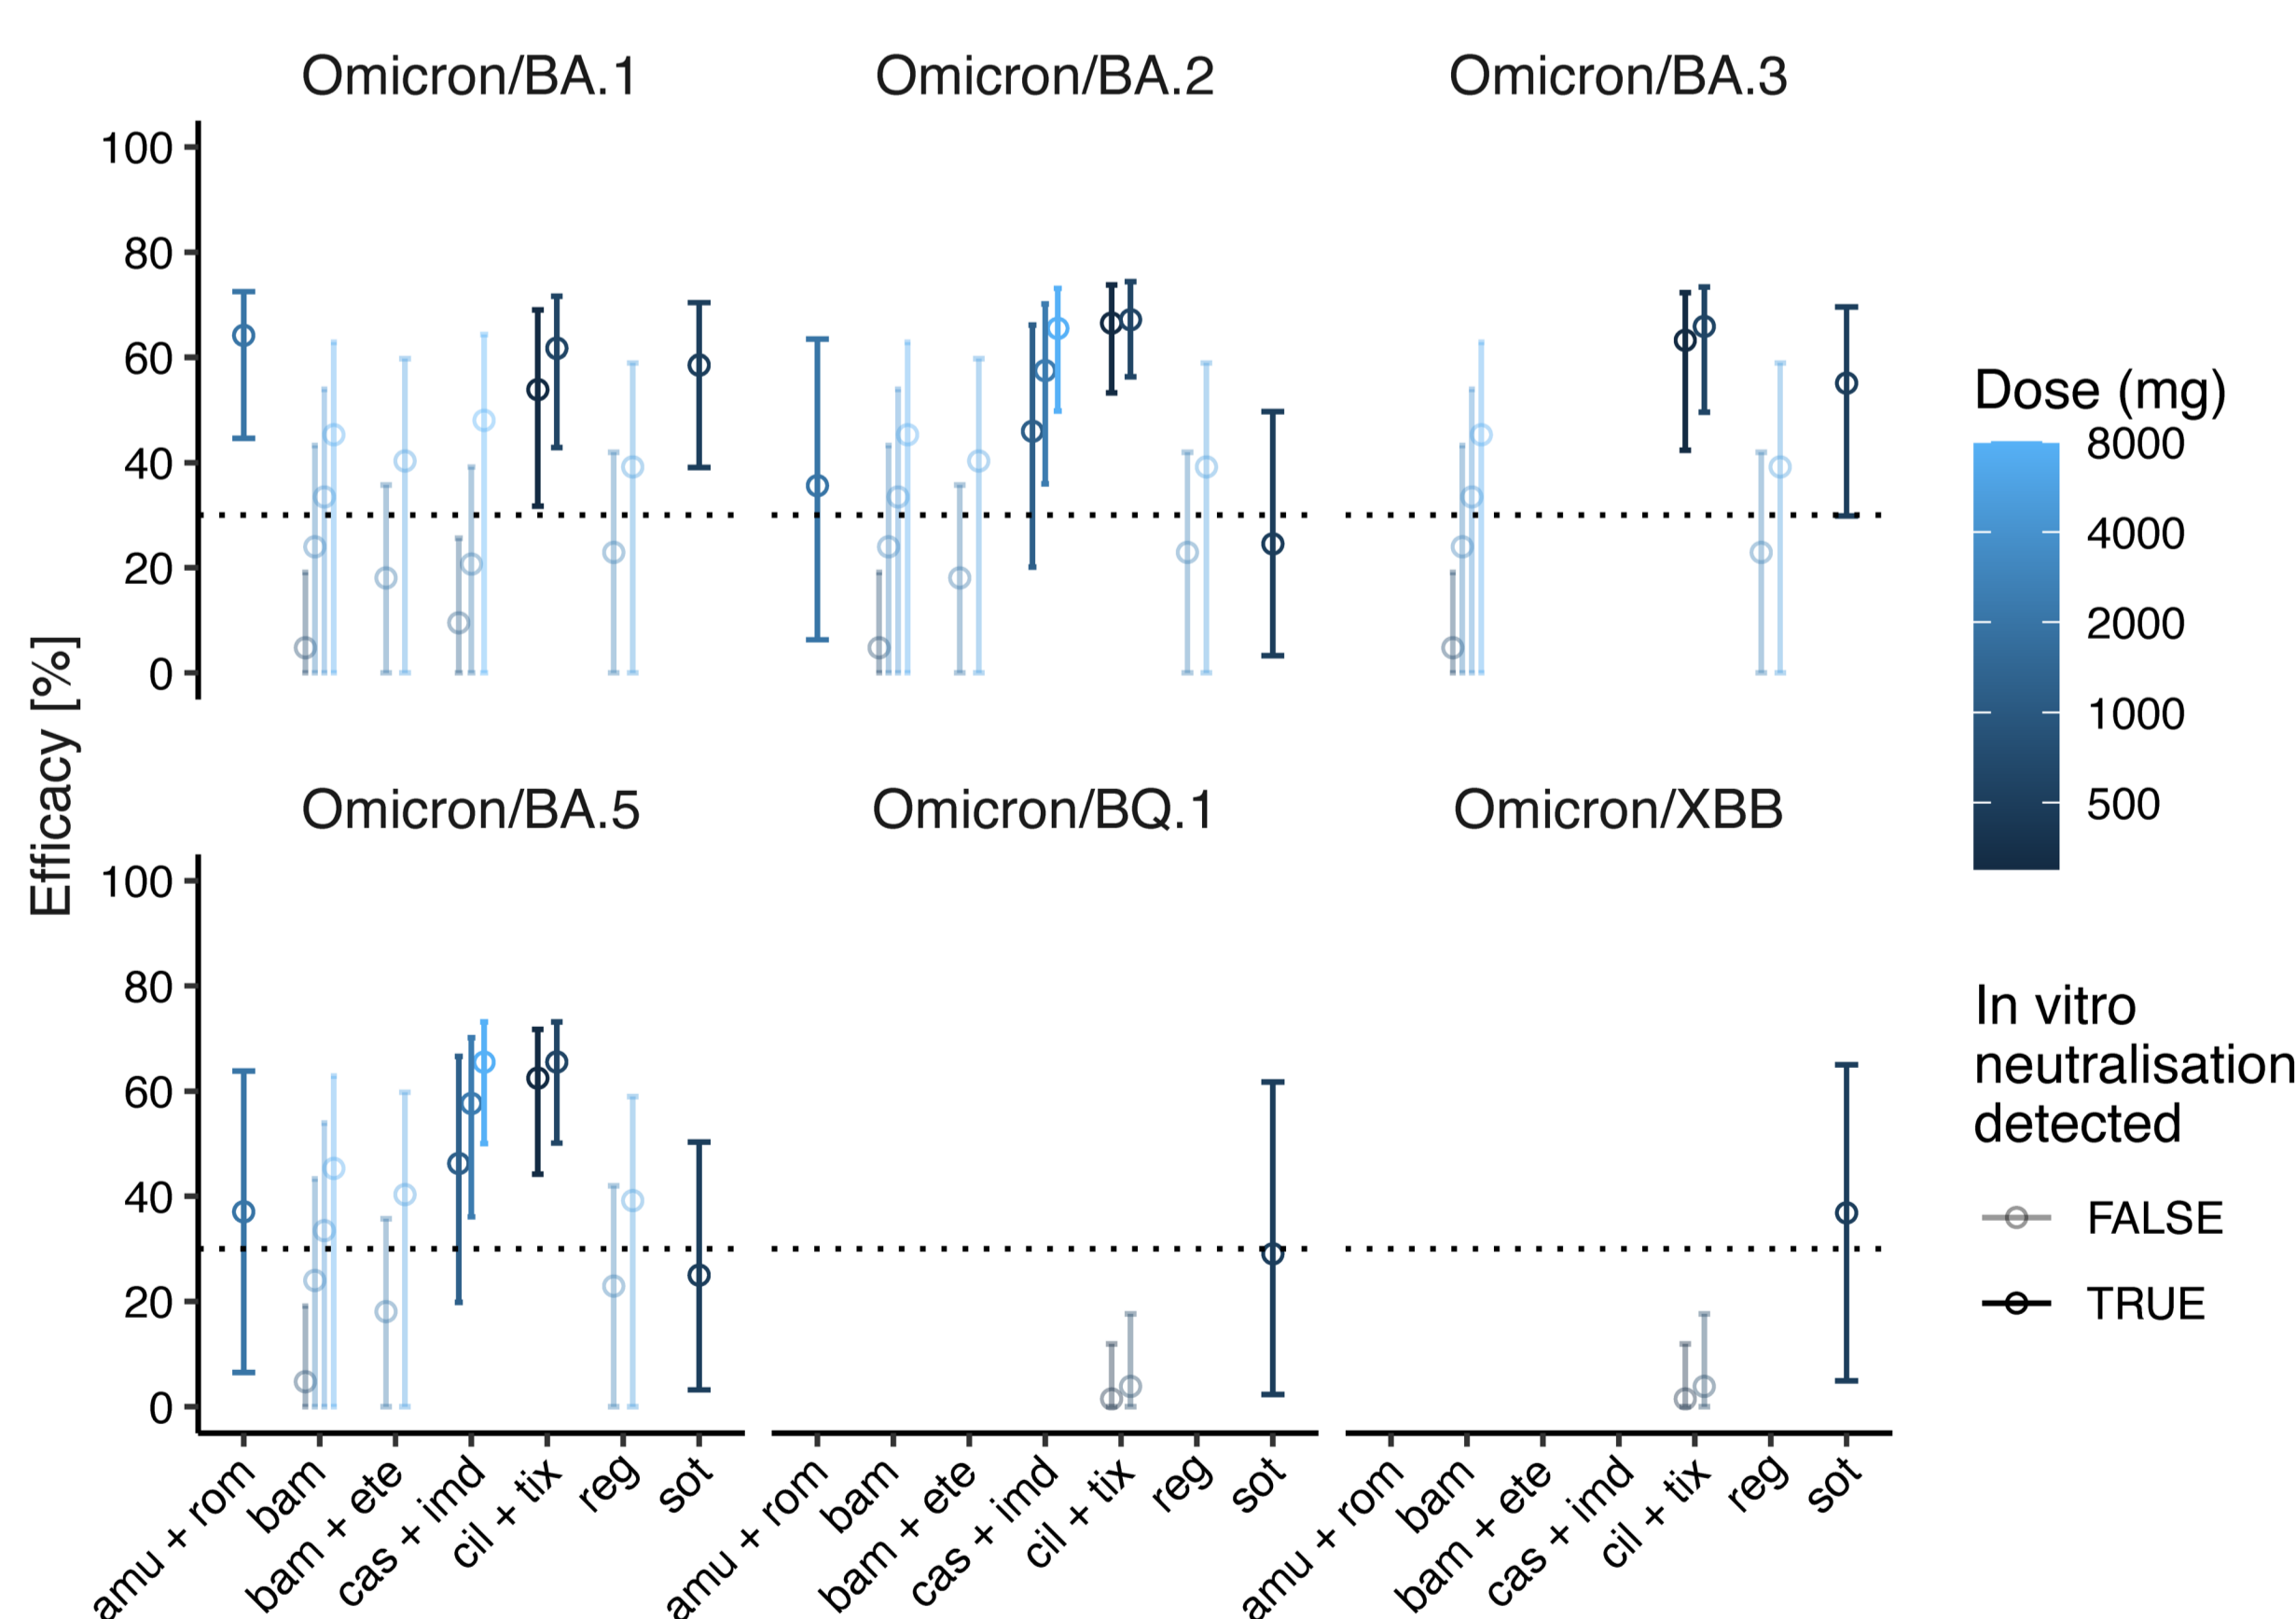 Omicron/BA.1 Omicron/BA.2 Omicron/BA.3
100
80
60
40
20
0
Efficacy [%]
Omicron/BA.5 Omicron/BQ.1 Omicron/XBB
100
80
60
40
20
0
amu + rom bam bam + ete cas + imd cil + tix reg sot
amu + rom bam bam + ete cas + imd cil + tix reg sot
amu + rom bam bam + ete cas + imd cil + tix reg sot
Dose (mg)
8000
4000
2000
1000
500
In vitro
neutralisation
detected
FALSE
TRUE